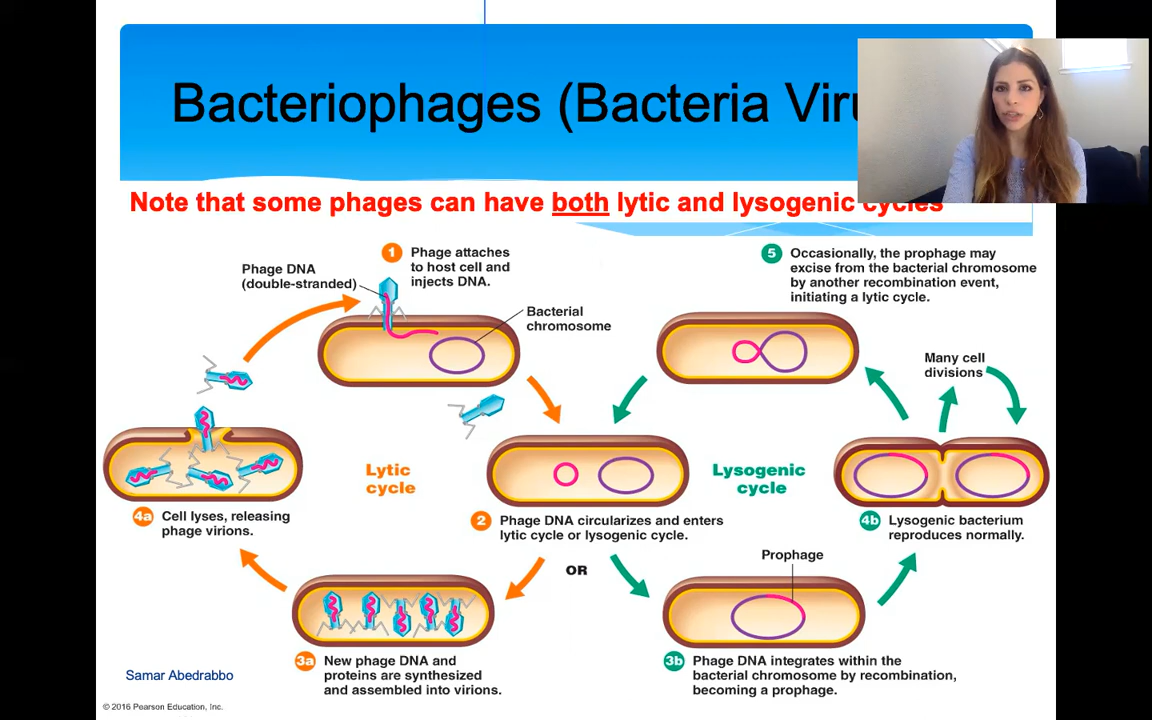 Bacteriophages (Bacteria
Note that some phages can have both lytic and lysogenic cycles
1 Phage attaches
to host cell and
injects DNA.
Phage DNA
(double-stranded)
Bacterial
chromosome
5 Occasionally, the prophage may
excise from the bacterial chromosome
by another recombination event,
initiating a lytic cycle.
Many cell
divisions
Lytic
cycle
Lysogenic
cycle
4a Cell lyses, releasing
phage virions.
2 Phage DNA circularizes and enters
lytic cycle or lysogenic cycle.
4b Lysogenic bacterium
reproduces normally.
OR
Prophage
3a New phage DNA and
proteins are synthesized
and assembled into virions.
3b Phage DNA integrates within the
bacterial chromosome by recombination,
becoming a prophage.
Samar Abedrabbo
© 2016 Pearson Education, Inc.